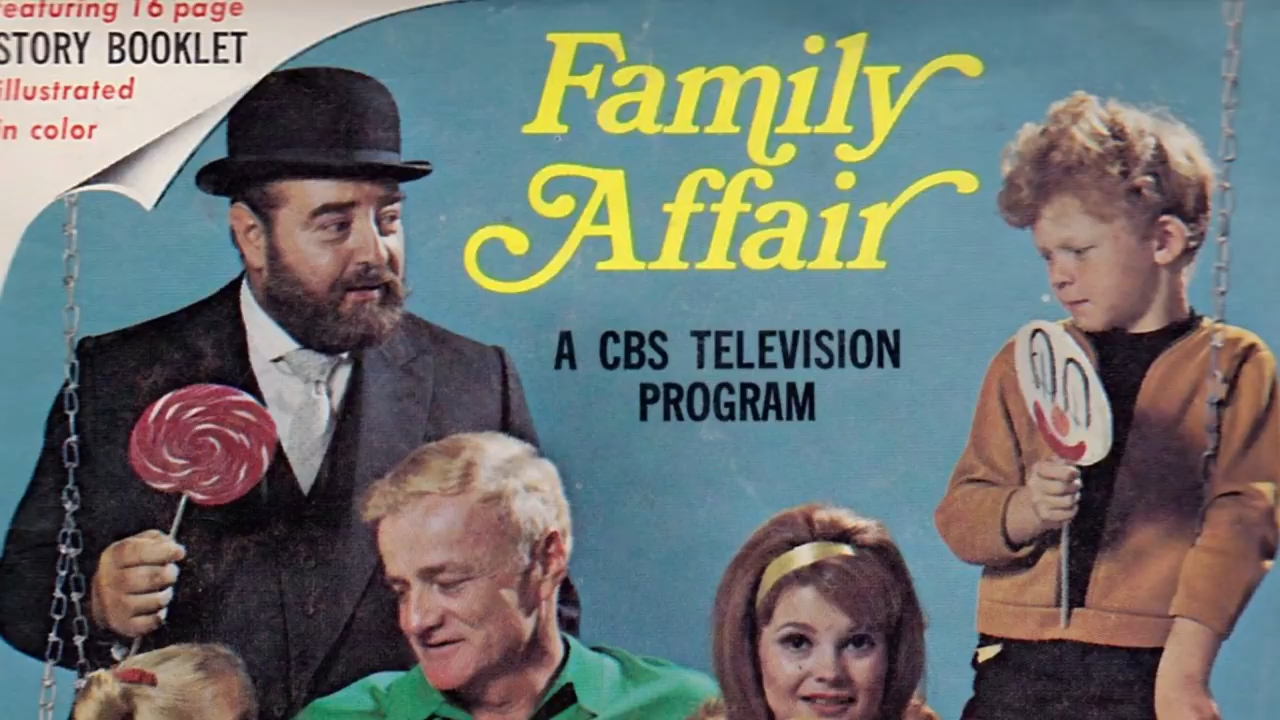 featuring 16 page
STORY BOOKLET
illustrated
in color
Family
Affair
A CBS TELEVISION
PROGRAM